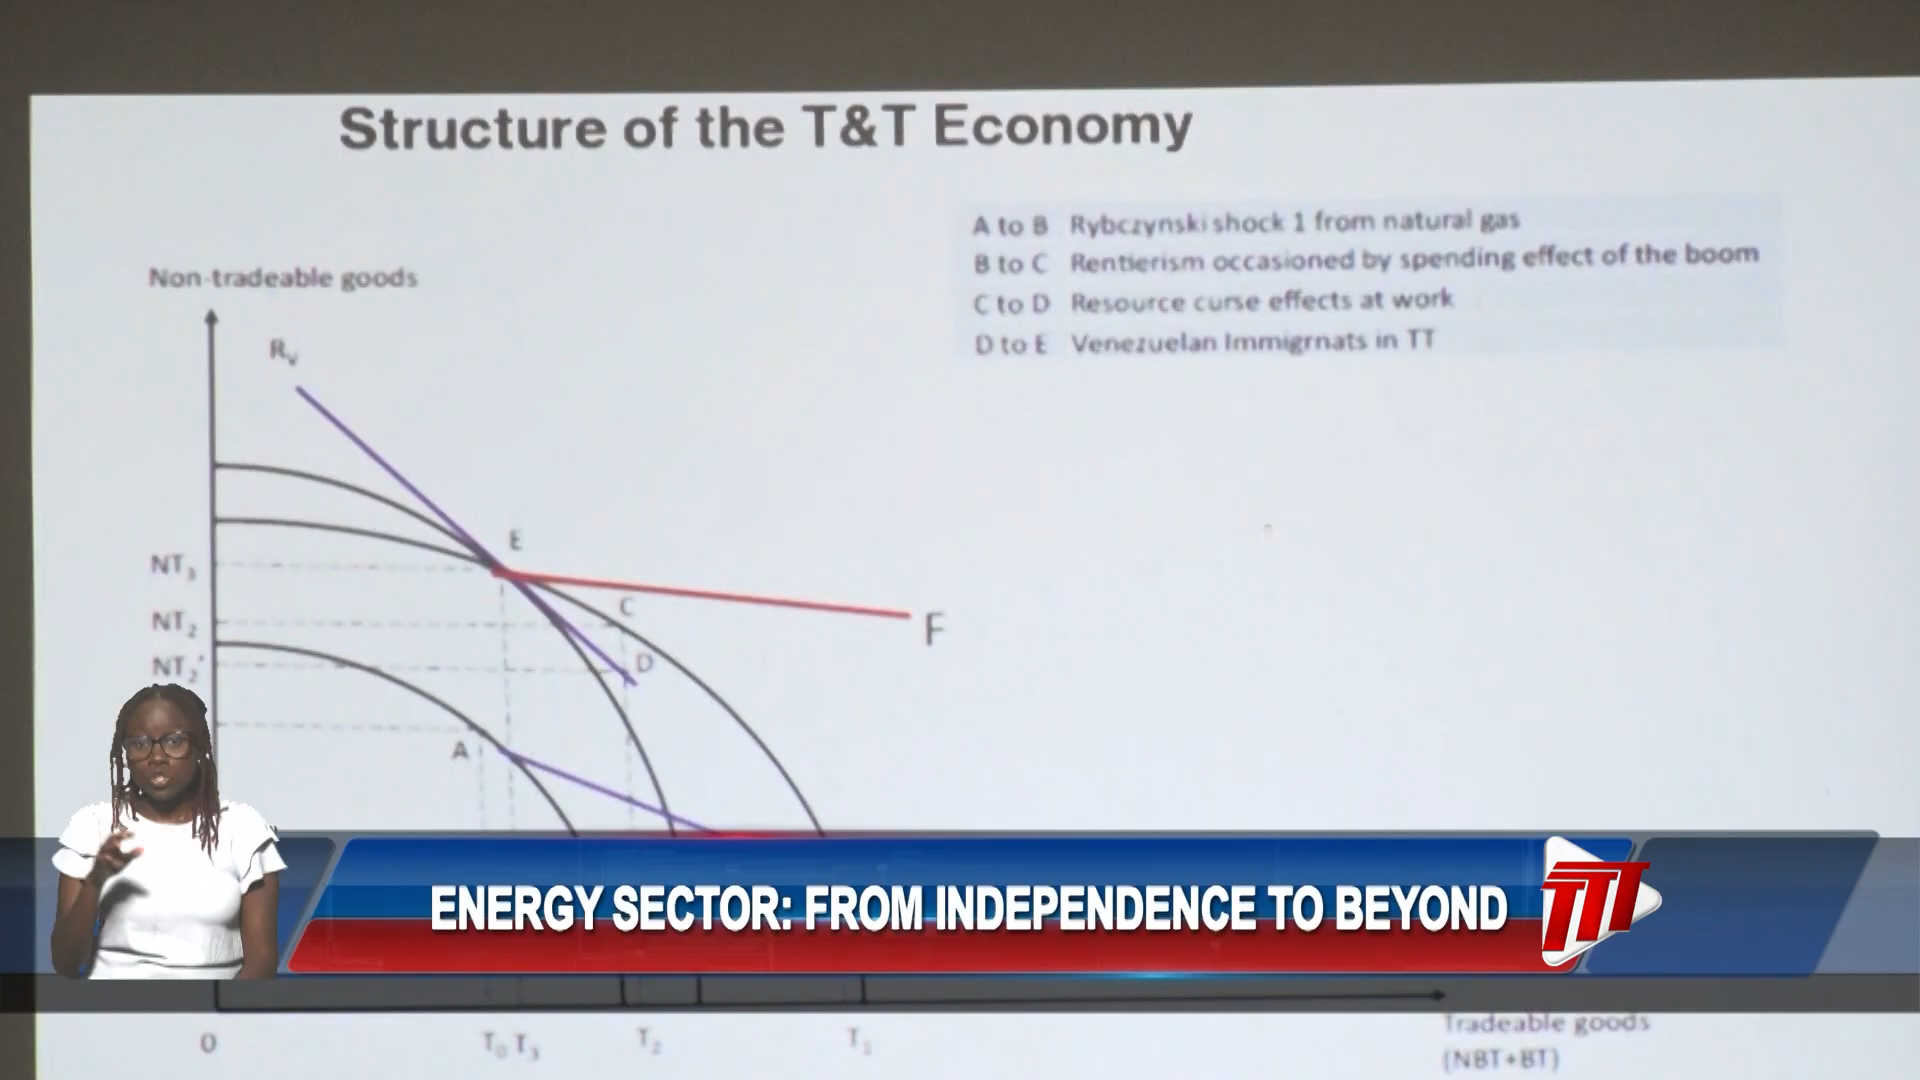 Structure of the T&T Economy
A to B Rybczynski shock 1 from natural gas
B to C Rentierism occasioned by spending effect of the boom
C to D Resource curse effects at work
D to E Venezuelan Immigrnats in TT
Non-tradeable goods
Rv
E
NT3
C
F
NT2
D
NT2'
A
ENERGY SECTOR: FROM INDEPENDENCE TO BEYOND
TTT
0
T0 T3
T2
T1
Tradeable goods
(NBT+BT)